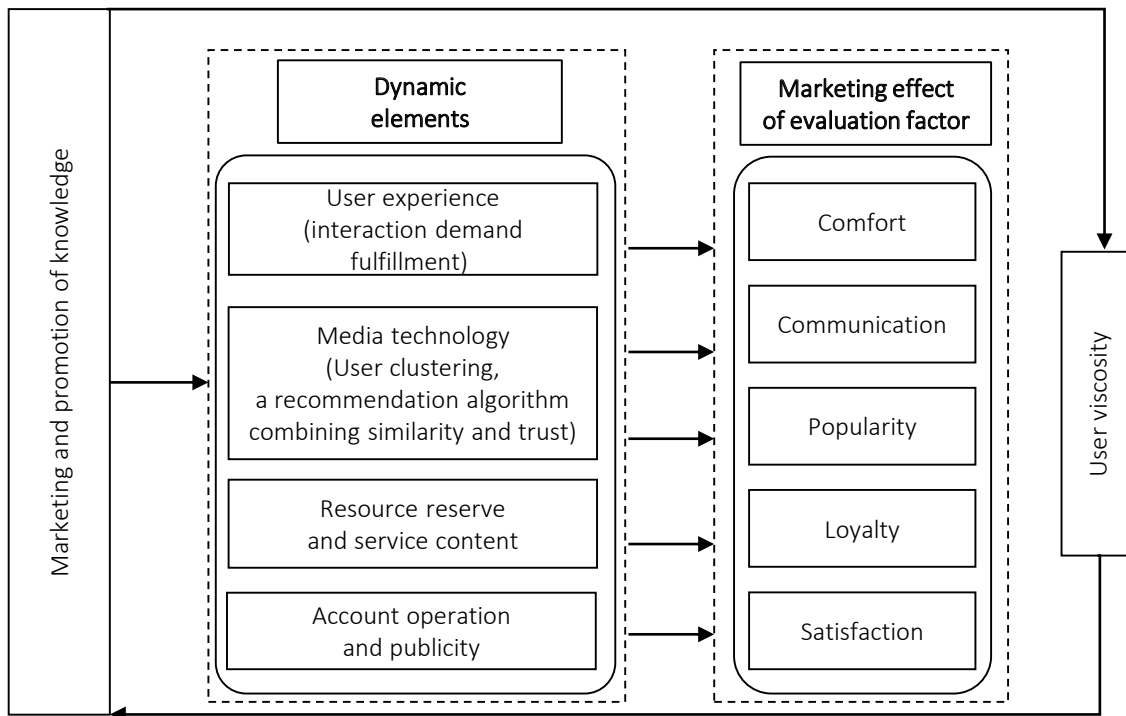 Marketing and promotion of knowledge
Dynamic
elements
User experience
(interaction demand
fulfillment)
Media technology
(User clustering,
a recommendation algorithm
combining similarity and trust)
Resource reserve
and service content
Account operation
and publicity
Marketing effect
of evaluation factor
Comfort
Communication
Popularity
Loyalty
Satisfaction
User viscosity